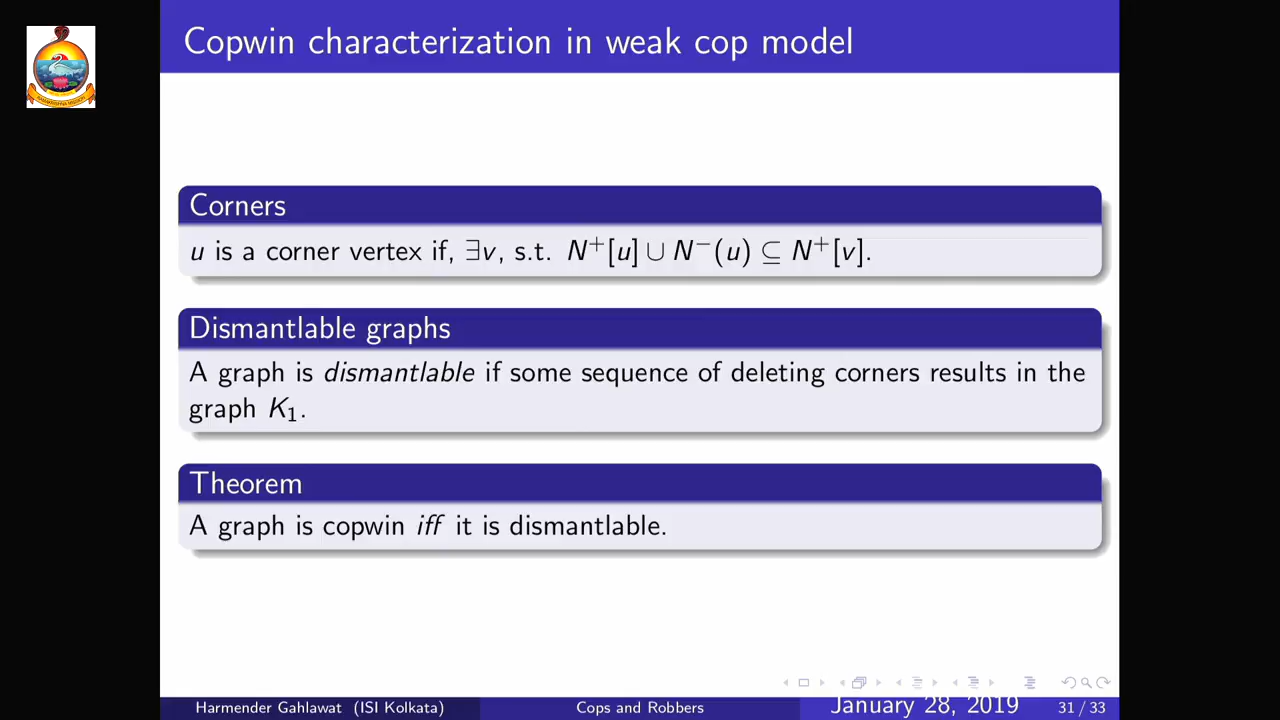 Copwin characterization in weak cop model
Corners
u is a corner vertex if, ∃v, s.t. N⁺[u] ∪ N⁻(u) ⊆ N⁺[v].
Dismantlable graphs
A graph is dismantlable if some sequence of deleting corners results in the
graph K₁.
Theorem
A graph is copwin iff it is dismantlable.
Harmender Gahlawat (ISI Kolkata) Cops and Robbers January 28, 2019 31 / 33